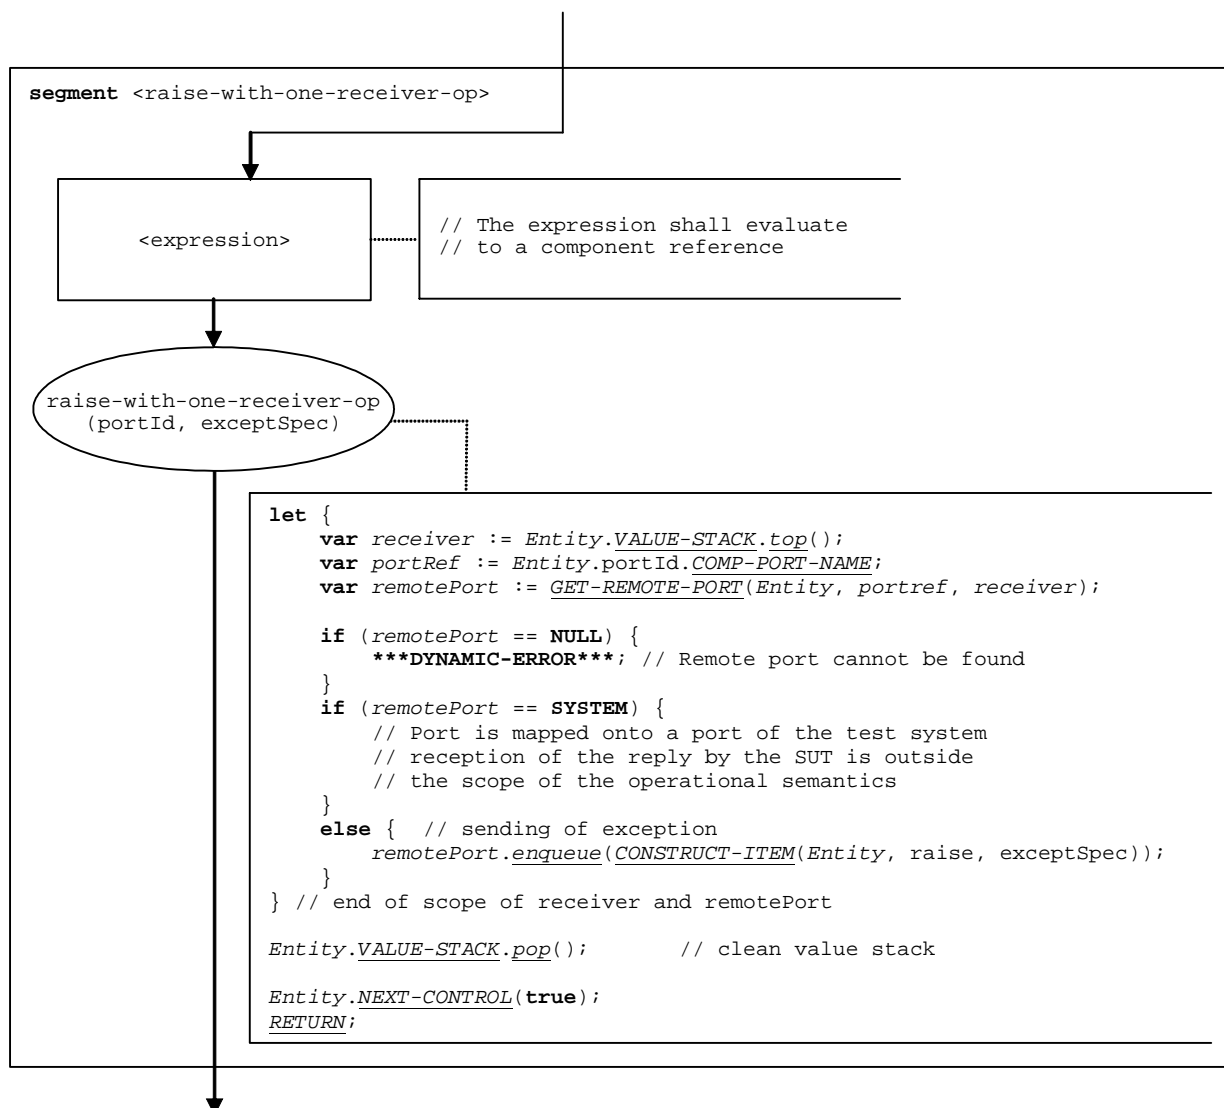 segment <raise-with-one-receiver-op>
<expression>
// The expression shall evaluate
// to a component reference
raise-with-one-receiver-op
(portId, exceptSpec)
let {
var receiver := Entity.VALUE-STACK.top();
var portRef := Entity.portId.COMP-PORT-NAME;
var remotePort := GET-REMOTE-PORT(Entity, portref, receiver);
if (remotePort == NULL) {
***DYNAMIC-ERROR***; // Remote port cannot be found
}
if (remotePort == SYSTEM) {
// Port is mapped onto a port of the test system
// reception of the reply by the SUT is outside
// the scope of the operational semantics
}
else { // sending of exception
remotePort.enqueue(CONSTRUCT-ITEM(Entity, raise, exceptSpec));
}
} // end of scope of receiver and remotePort
Entity.VALUE-STACK.pop(); // clean value stack
Entity.NEXT-CONTROL(true);
RETURN;